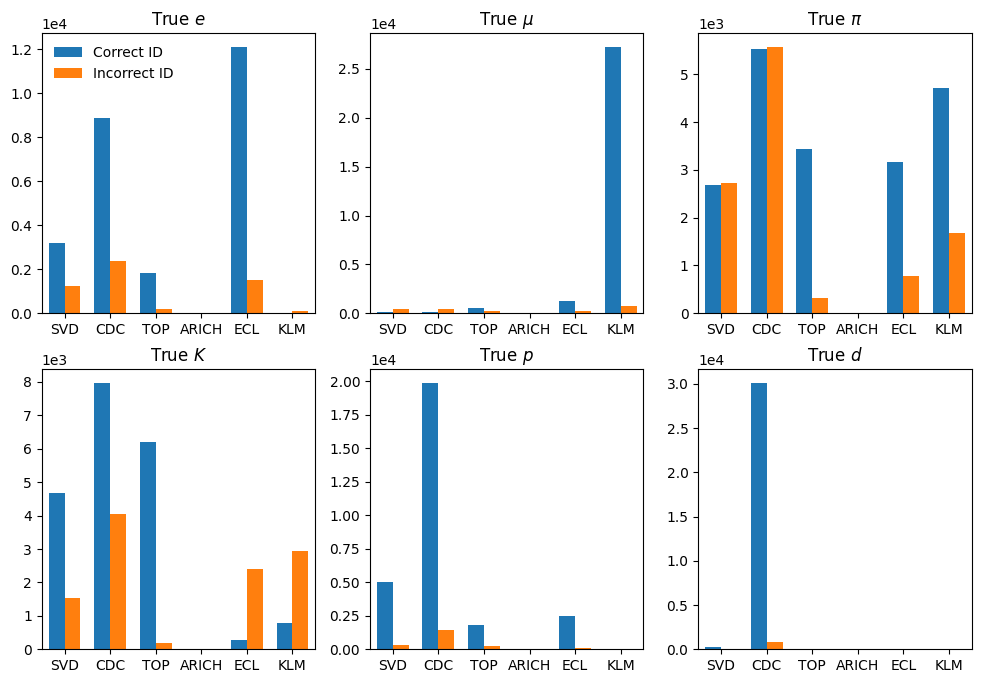 True e
1e4
Correct ID
Incorrect ID
1.2
1.0
0.8
0.6
0.4
0.2
0.0
SVD CDC TOP ARICH ECL KLM
True μ
1e4
2.5
2.0
1.5
1.0
0.5
0.0
SVD CDC TOP ARICH ECL KLM
True π
1e3
5
4
3
2
1
0
SVD CDC TOP ARICH ECL KLM
True K
1e3
8
7
6
5
4
3
2
1
0
SVD CDC TOP ARICH ECL KLM
True p
1e4
2.00
1.75
1.50
1.25
1.00
0.75
0.50
0.25
0.00
SVD CDC TOP ARICH ECL KLM
True d
1e4
3.0
2.5
2.0
1.5
1.0
0.5
0.0
SVD CDC TOP ARICH ECL KLM